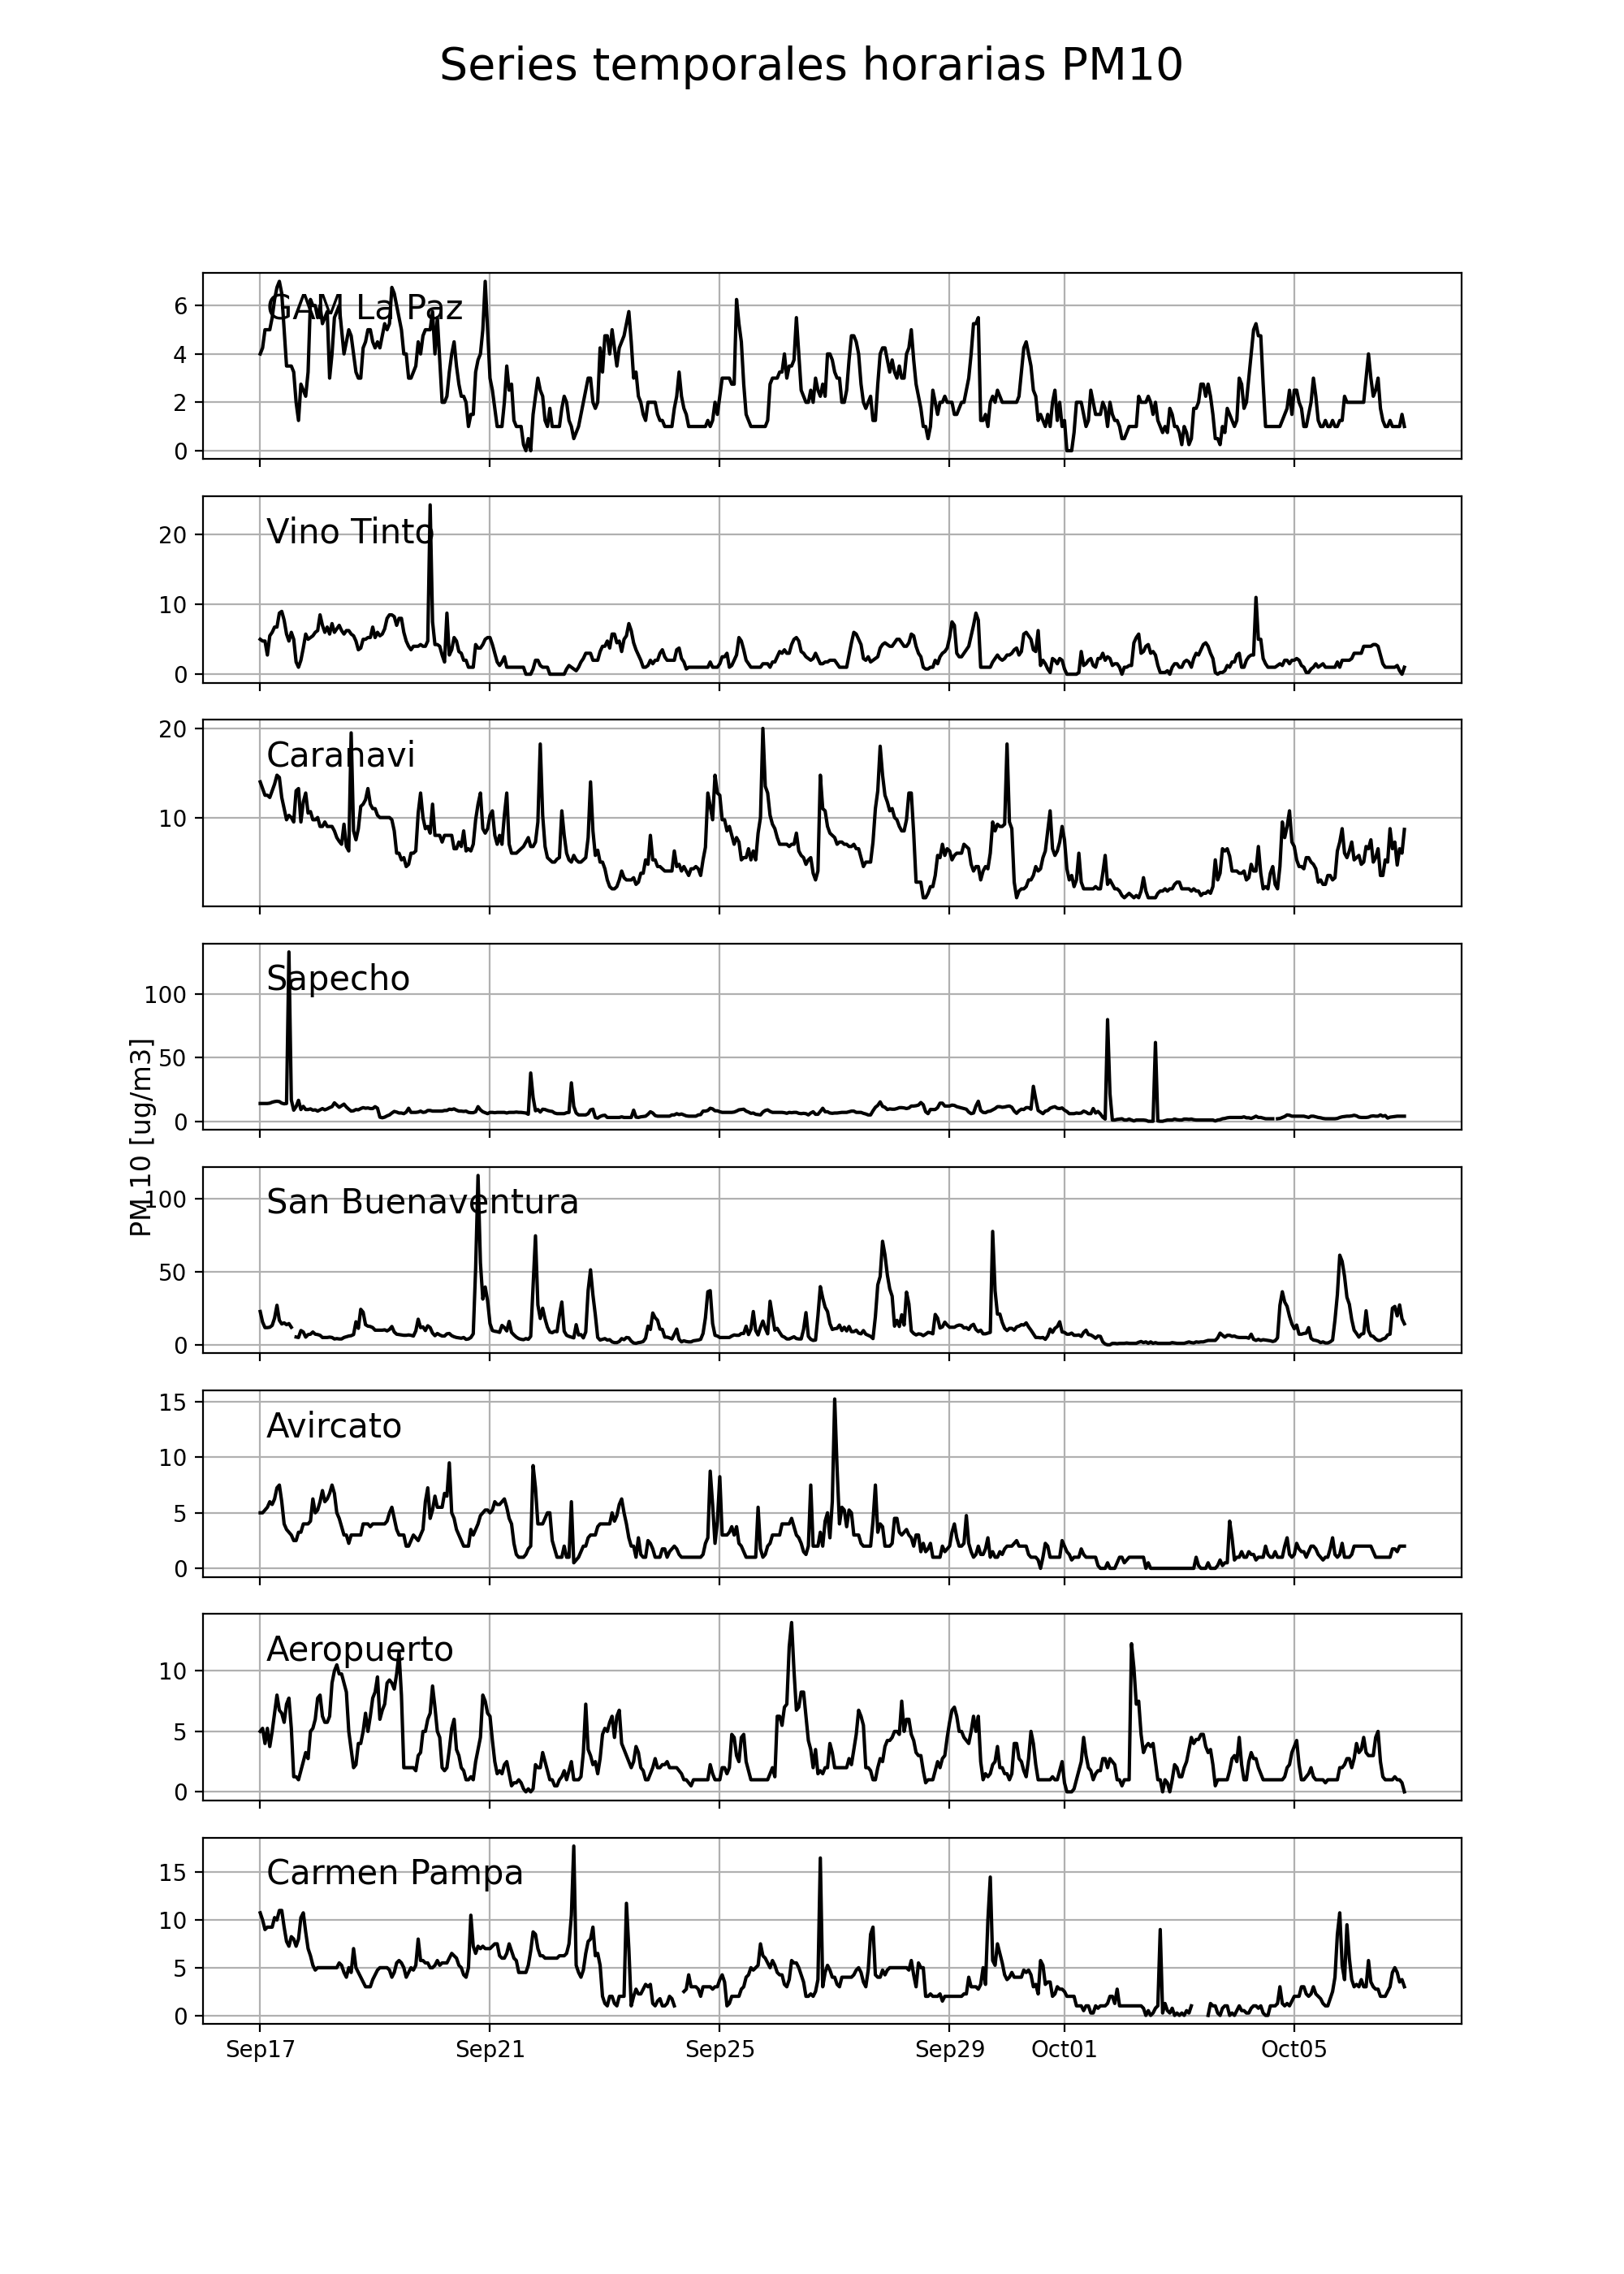 Series temporales horarias PM10
GAM La Paz
6
4
2
0
Vino Tinto
20
10
0
Caranavi
20
10
Sapecho
100
50
0
PM 10 [ug/m3]
San Buenaventura
100
50
0
Avircato
15
10
5
0
Aeropuerto
10
5
0
Carmen Pampa
15
10
5
0
Sep17 Sep21 Sep25 Sep29 Oct01 Oct05